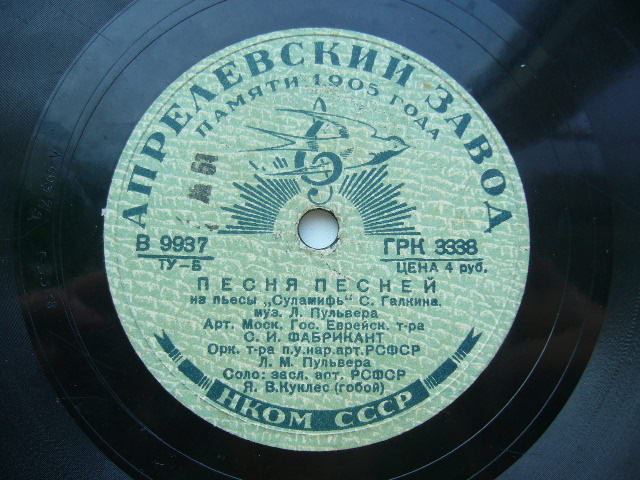 АПРЕЛЕВСКИЙ ЗАВОД
ПАМЯТИ 1905 ГОДА
В 9937
ГРК 3338
ТУ—Б
ЦЕНА 4 руб.
ПЕСНЯ ПЕСНЕЙ
из пьесы „Суламифь" С. Галкина.
муз. Л. Пульвера
Арт. Моск. Гос. Еврейск. т-ра
С. И. ФАБРИКАНТ
Орк. т-ра п.у. нар. арт. РСФСР
Л. М. Пульвера
Соло: засл. арт. РСФСР
Я. В. Куклес (гобой)
НКОМ СССР